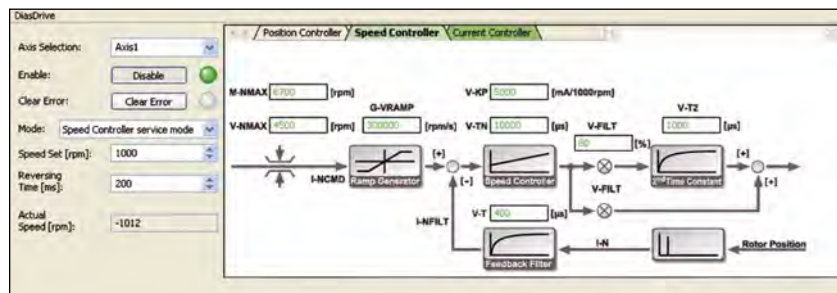 DiasDrive
Axis Selection: Axis1
Enable: Disable
Clear Error: Clear Error
Mode: Speed Controller service mode
Speed Set [rpm]: 1000
Reversing Time [ms]: 200
Actual Speed [rpm]: -1012
Position Controller Speed Controller Current Controller
M-NMAX 6700 [rpm]
V-KP 5000 [mA/1000rpm]
G-VRAMP
V-T2
V-NMAX 4500 [rpm] 300000 [rpm/s] V-TN 10000 [µs] V-FILT 1000 [µs]
80 [%]
[+] [+]
I-NCMD Ramp Generator [-] Speed Controller V-FILT 2nd Time Constant [+]
V-T 400 [µs]
I-NFILT
I-N Rotor Position
Feedback Filter